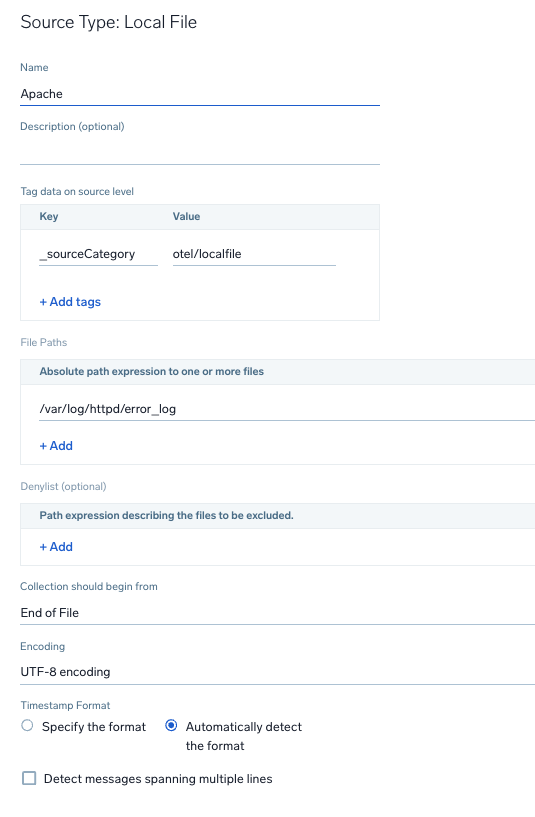 Source Type: Local File
Name
Apache
Description (optional)
Tag data on source level
Key Value
_sourceCategory otel/localfile
+ Add tags
File Paths
Absolute path expression to one or more files
/var/log/httpd/error_log
+ Add
Denylist (optional)
Path expression describing the files to be excluded.
+ Add
Collection should begin from
End of File
Encoding
UTF-8 encoding
Timestamp Format
Specify the format Automatically detect
the format
Detect messages spanning multiple lines